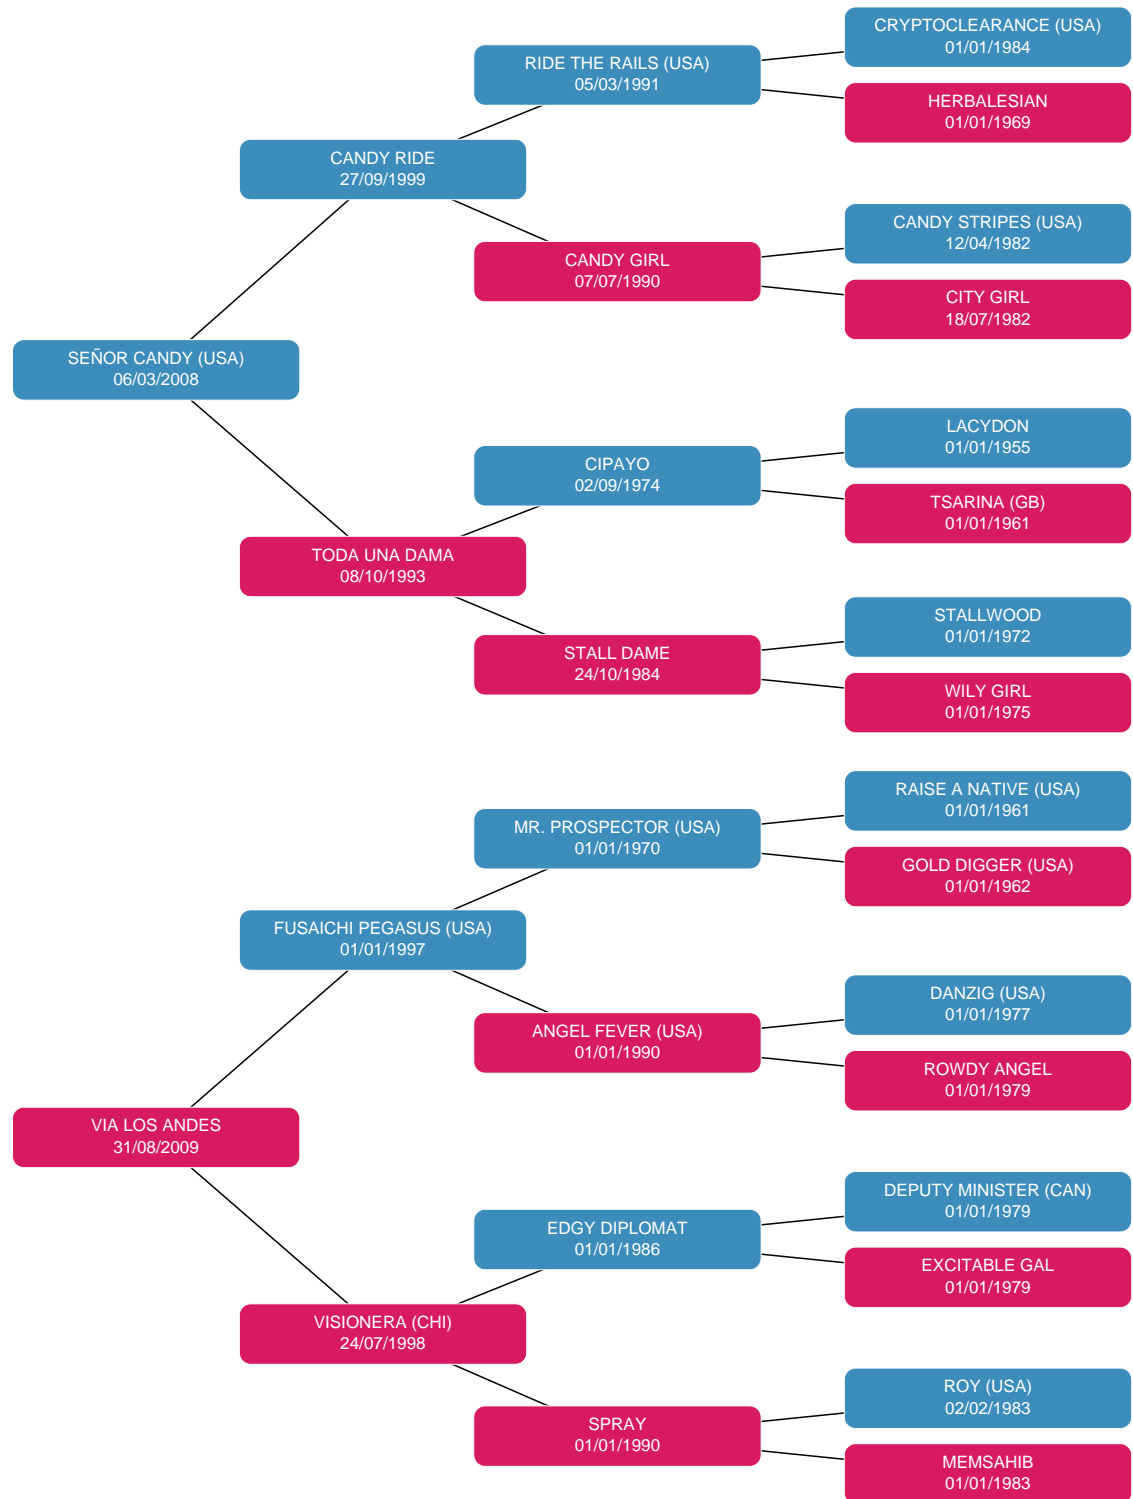 CRYPTOCLEARANCE (USA)
01/01/1984
RIDE THE RAILS (USA)
05/03/1991
HERBALESIAN
01/01/1969
CANDY RIDE
27/09/1999
CANDY STRIPES (USA)
12/04/1982
CANDY GIRL
07/07/1990
CITY GIRL
18/07/1982
SEÑOR CANDY (USA)
06/03/2008
LACYDON
01/01/1955
CIPAYO
02/09/1974
TSARINA (GB)
01/01/1961
TODA UNA DAMA
08/10/1993
STALLWOOD
01/01/1972
STALL DAME
24/10/1984
WILY GIRL
01/01/1975
RAISE A NATIVE (USA)
01/01/1961
MR. PROSPECTOR (USA)
01/01/1970
GOLD DIGGER (USA)
01/01/1962
FUSAICHI PEGASUS (USA)
01/01/1997
DANZIG (USA)
01/01/1977
ANGEL FEVER (USA)
01/01/1990
ROWDY ANGEL
01/01/1979
VIA LOS ANDES
31/08/2009
DEPUTY MINISTER (CAN)
01/01/1979
EDGY DIPLOMAT
01/01/1986
EXCITABLE GAL
01/01/1979
VISIONERA (CHI)
24/07/1998
ROY (USA)
02/02/1983
SPRAY
01/01/1990
MEMSAHIB
01/01/1983